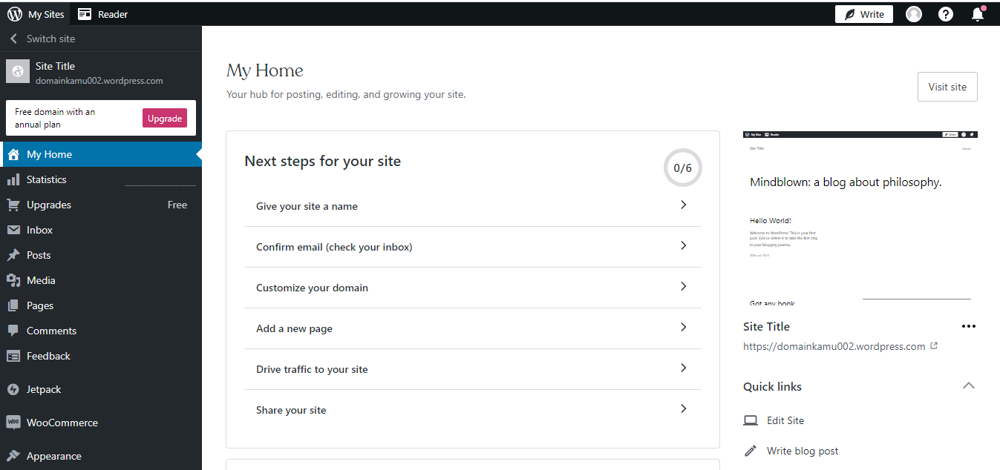 My Sites
Reader
Write
Switch site
Site Title
domainkamu002.wordpress.com
Free domain with an
annual plan
Upgrade
My Home
Statistics
Upgrades
Free
Inbox
Posts
Media
Pages
Comments
Feedback
Jetpack
WooCommerce
Appearance
My Home
Your hub for posting, editing, and growing your site.
Visit site
Next steps for your site
0/6
Give your site a name
Confirm email (check your inbox)
Customize your domain
Add a new page
Drive traffic to your site
Share your site
My Sites
Reader
Site Title
About
Mindblown: a blog about philosophy.
Hello World!
Welcome to WordPress! This is your first
post. Edit or delete it to take the first step
in your blogging journey.
Got any book
Site Title
https://domainkamu002.wordpress.com
Quick links
Edit Site
Write blog post